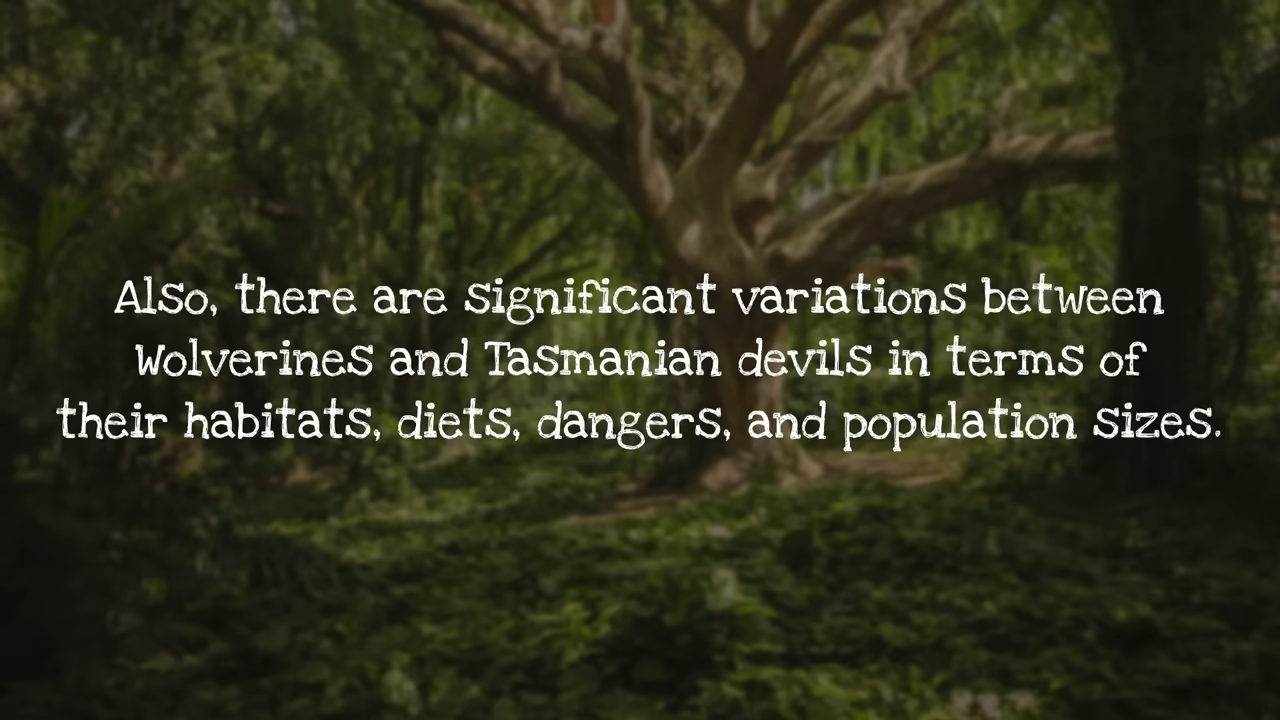 Also, there are significant variations between
Wolverines and Tasmanian devils in terms of
their habitats, diets, dangers, and population sizes.